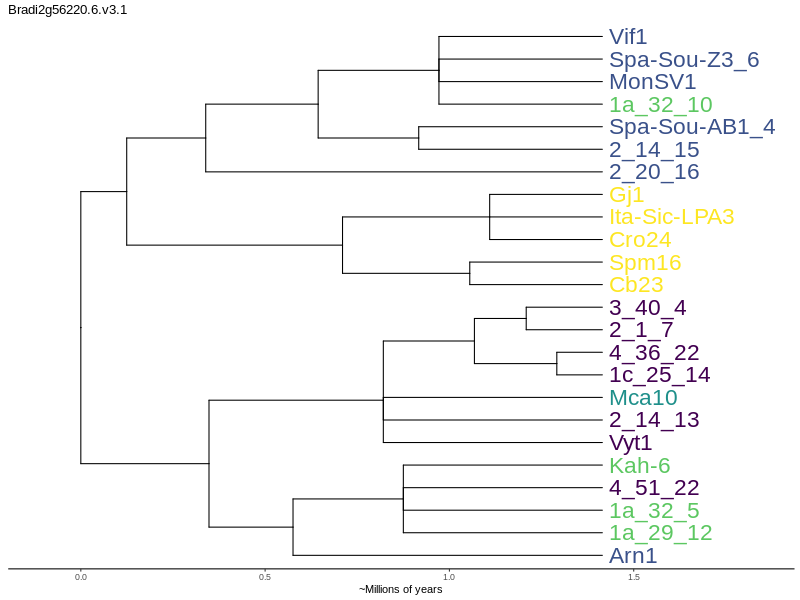 Bradi2g56220.6.v3.1
Vif1
Spa-Sou-Z3_6
MonSV1
1a_32_10
Spa-Sou-AB1_4
2_14_15
2_20_16
Gj1
Ita-Sic-LPA3
Cro24
Spm16
Cb23
3_40_4
2_1_7
4_36_22
1c_25_14
Mca10
2_14_13
Vyt1
Kah-6
4_51_22
1a_32_5
1a_29_12
Arn1
0.0 0.5 1.0 1.5
~Millions of years